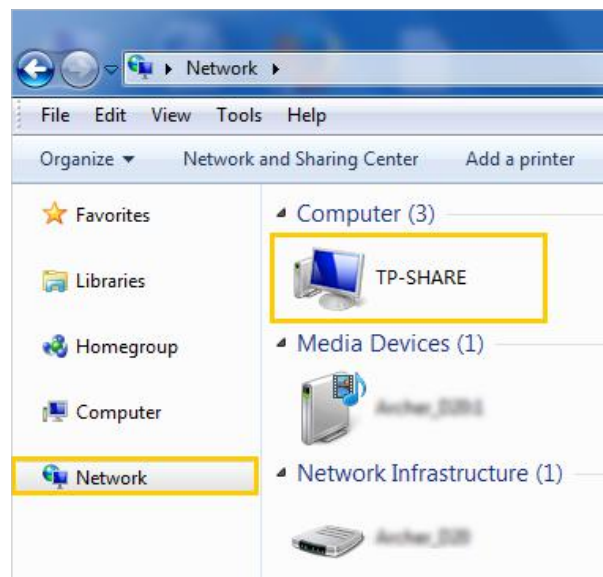 Network
File Edit View Tools Help
Organize Network and Sharing Center Add a printer
Favorites
Libraries
Homegroup
Computer
Network
Computer (3)
TP-SHARE
Media Devices (1)
Network Infrastructure (1)